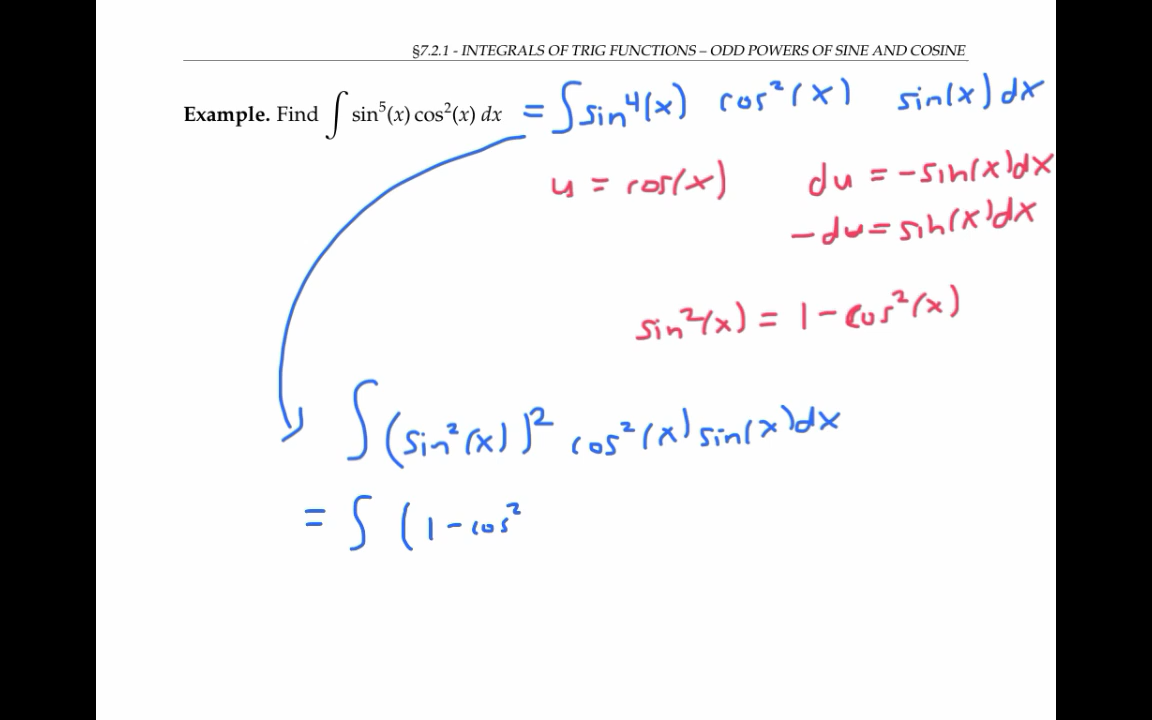 §7.2.1 - INTEGRALS OF TRIG FUNCTIONS – ODD POWERS OF SINE AND COSINE
Example. Find ∫ sin⁵(x) cos²(x) dx = ∫ sin⁴(x) cos²(x) sin(x) dx
u = cos(x) du = -sin(x)dx
-du = sin(x)dx
sin²(x) = 1 - cos²(x)
∫ (sin²(x))² cos²(x) sin(x)dx
= ∫ (1 - cos²